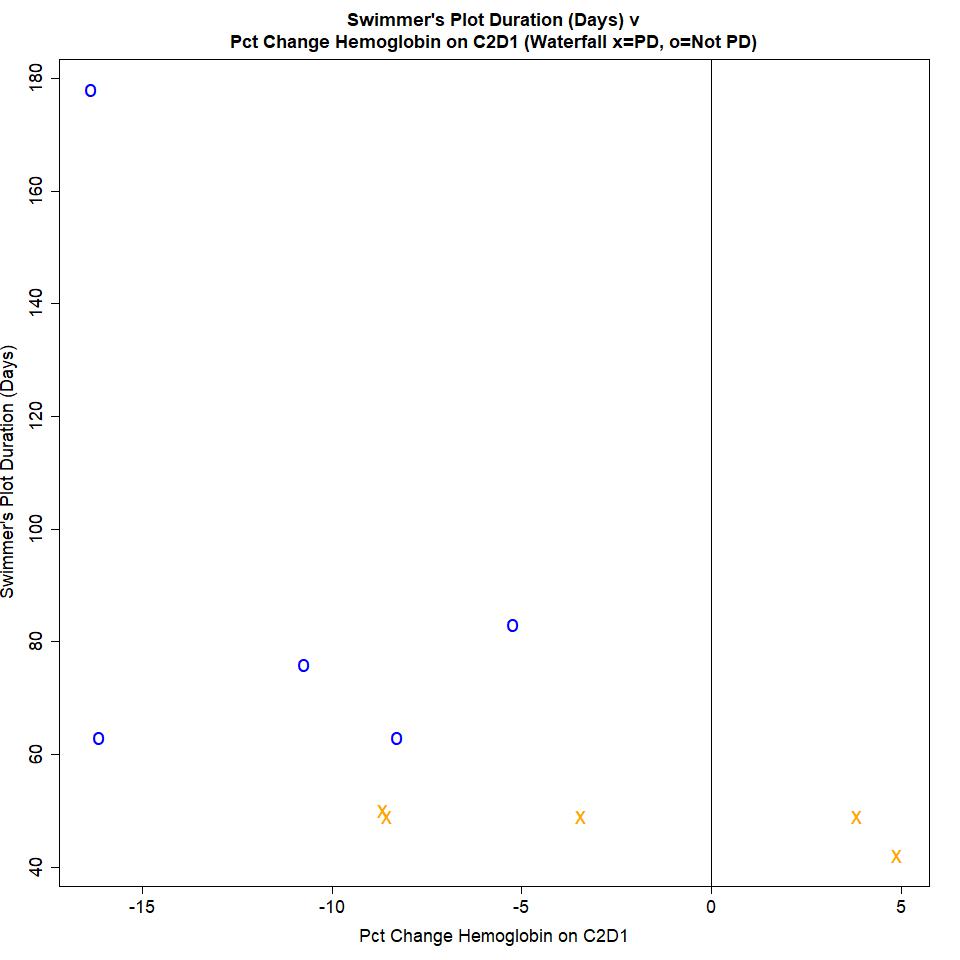 Swimmer's Plot Duration (Days) v
Pct Change Hemoglobin on C2D1 (Waterfall x=PD, o=Not PD)
Swimmer's Plot Duration (Days)
180
160
140
120
100
80
60
40
o
o
o
o
o
x
x
x
x
x
-15
-10
-5
0
5
Pct Change Hemoglobin on C2D1